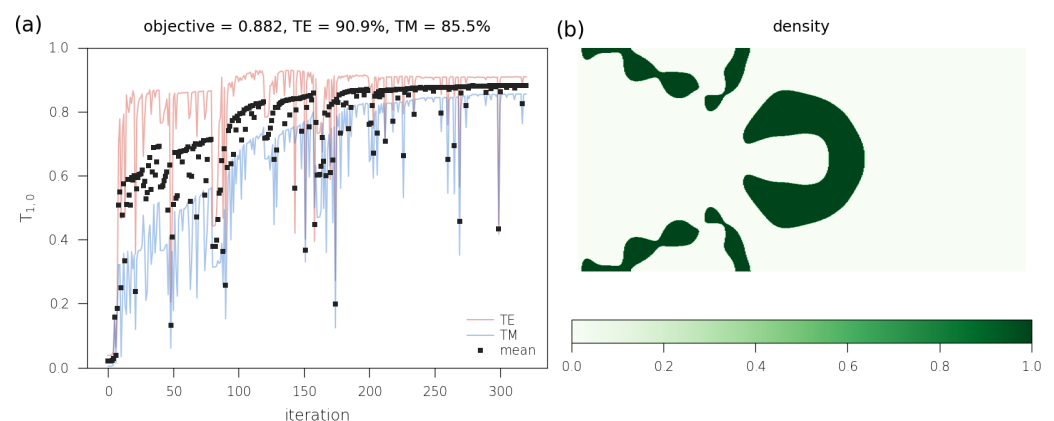 (a)
objective = 0.882, TE = 90.9%, TM = 85.5%
1.0
0.8
0.6
0.4
0.2
0.0
T1, 0
0
50
100
150
200
250
300
iteration
TE
TM
mean
(b)
density
0.0
0.2
0.4
0.6
0.8
1.0